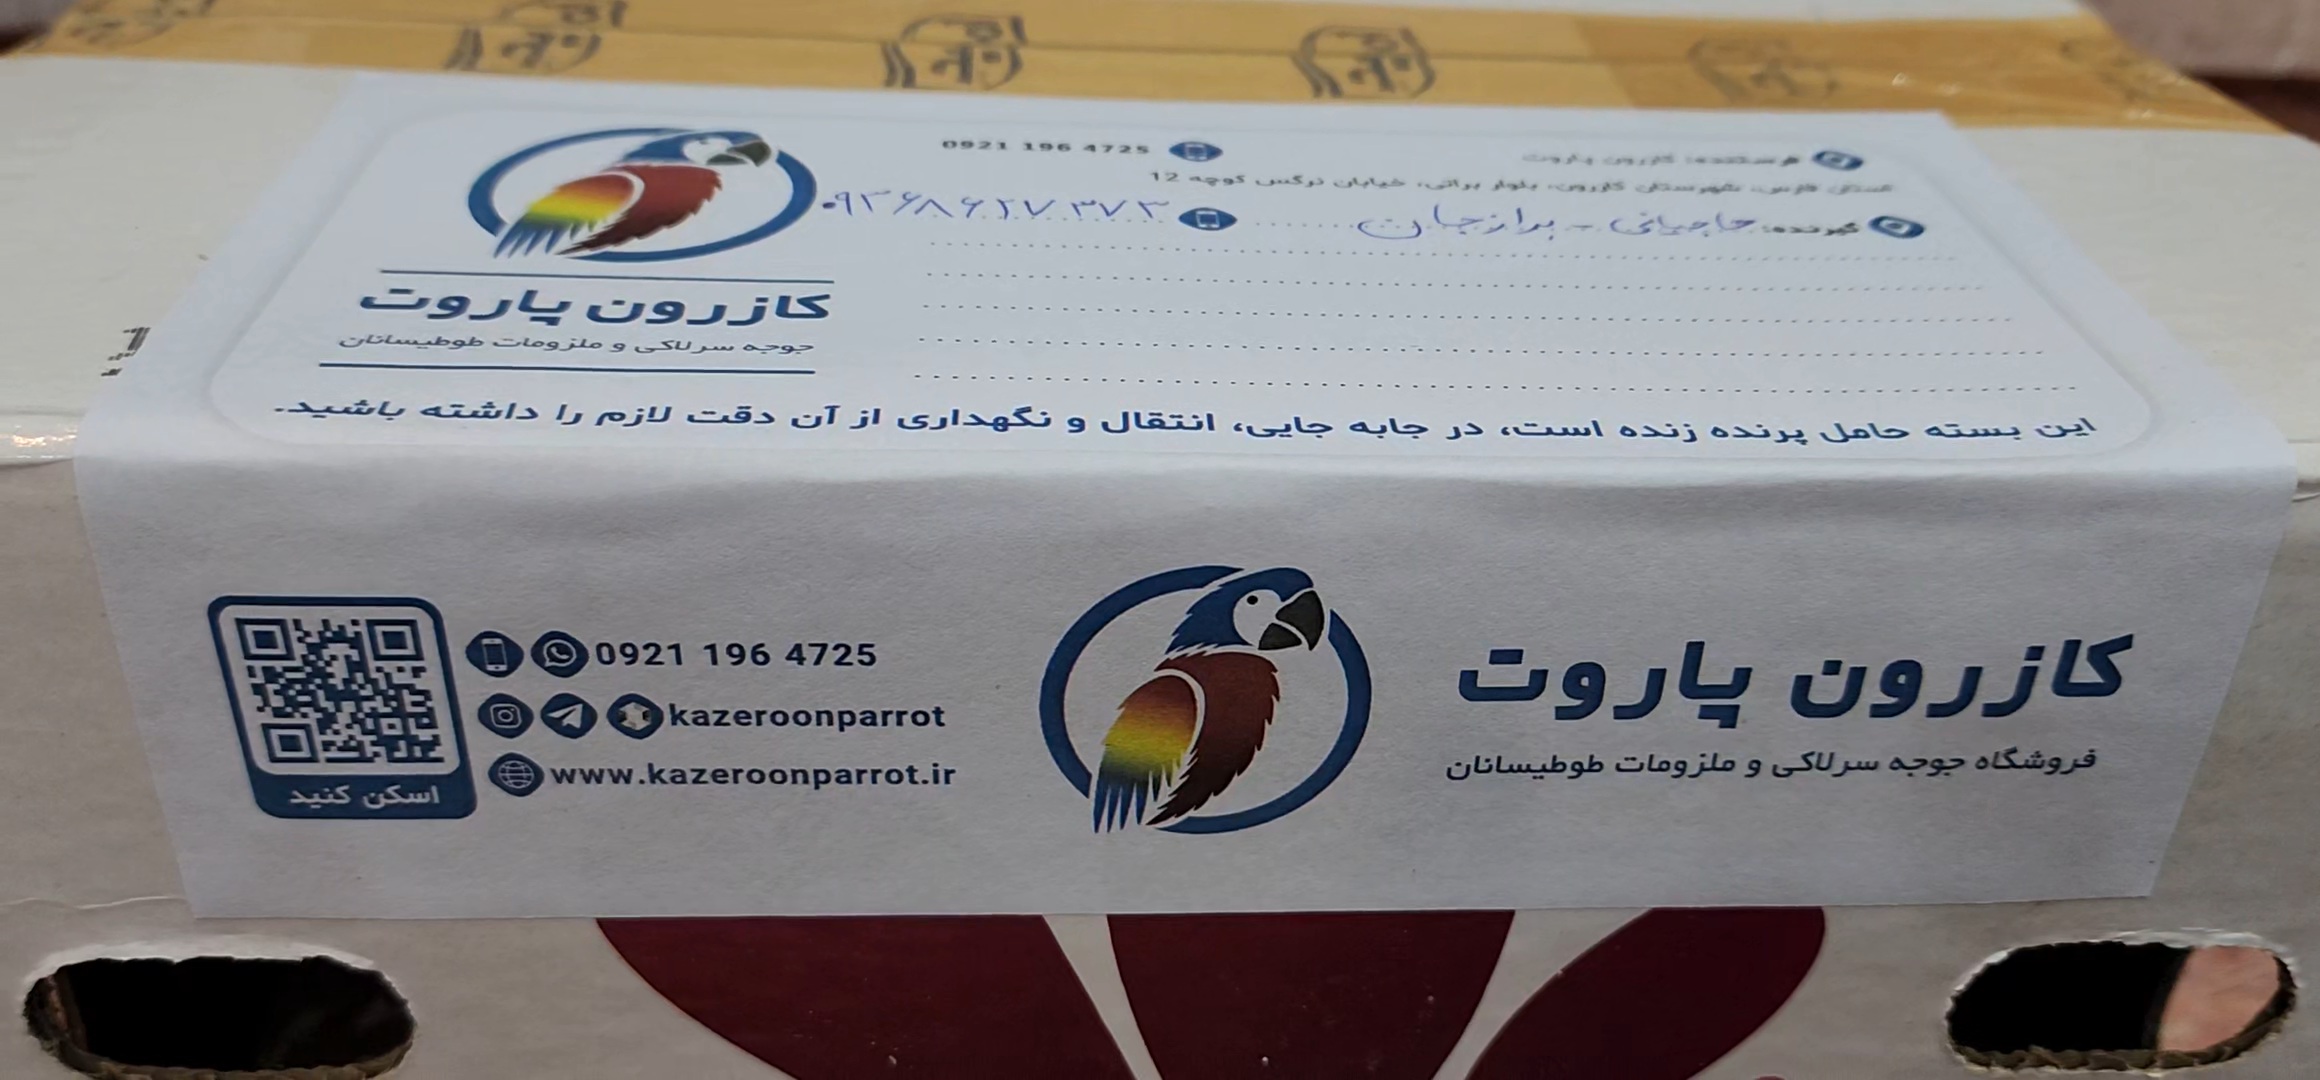 فرستنده: کازرون پاروت
0921 196 4725
استان فارس، شهرستان کازرون، بلوار براتی، خیابان نرگس کوچه 12
گیرنده: حاجیانی - برازجان
۰۹۳۶۸۶۲۷۳۷۳
کازرون پاروت
جوجه سرلاکی و ملزومات طوطیسانان
این بسته حامل پرنده زنده است، در جابه جایی، انتقال و نگهداری از آن دقت لازم را داشته باشید.
کازرون پاروت
فروشگاه جوجه سرلاکی و ملزومات طوطیسانان
0921 196 4725
kazeroonparrot
www.kazeroonparrot.ir
اسکن کنید